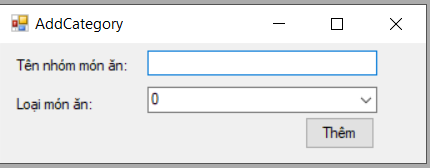 AddCategory
Tên nhóm món ăn:
Loại món ăn: 0
Thêm